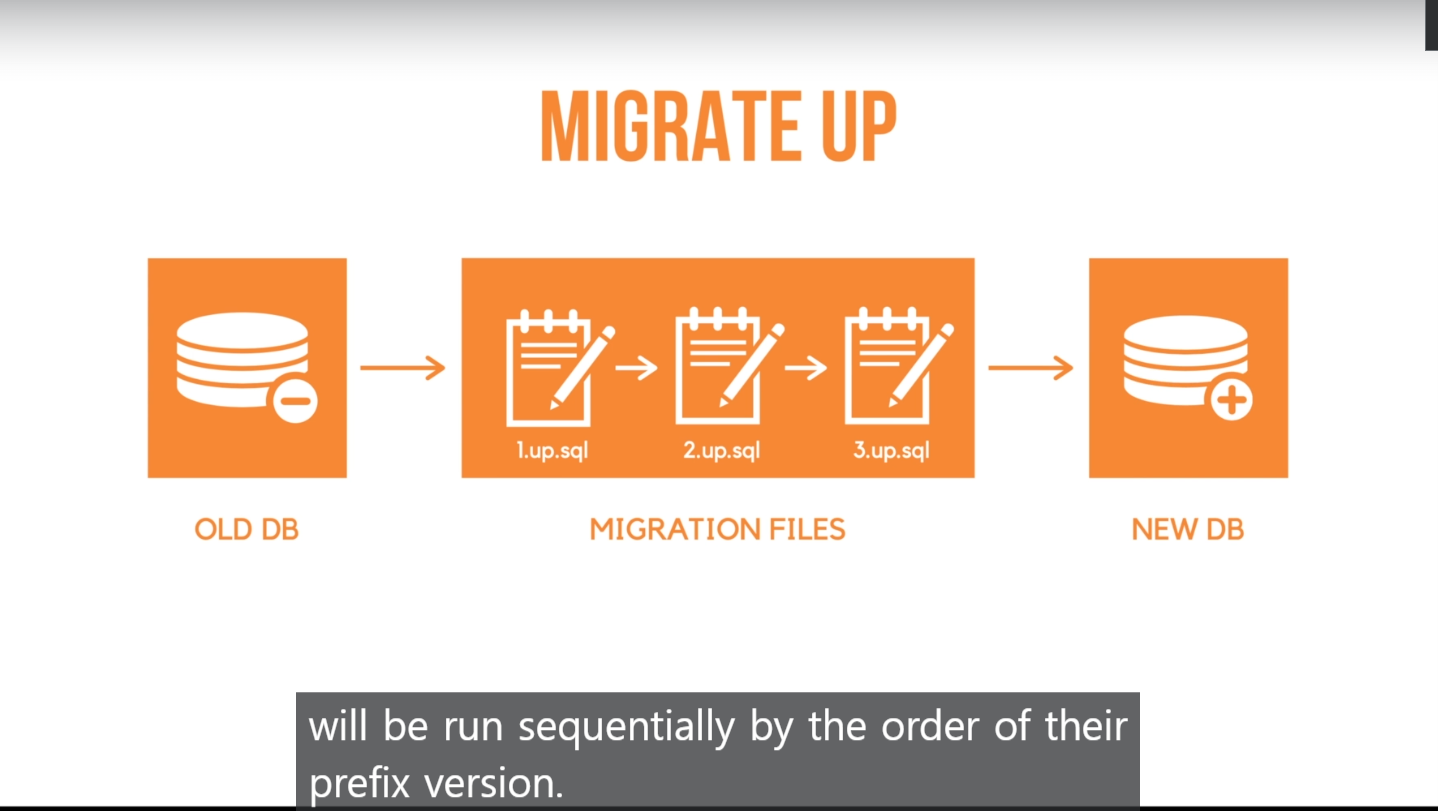 MIGRATE UP
1.up.sql
2.up.sql
3.up.sql
OLD DB
MIGRATION FILES
NEW DB
will be run sequentially by the order of their
prefix version.